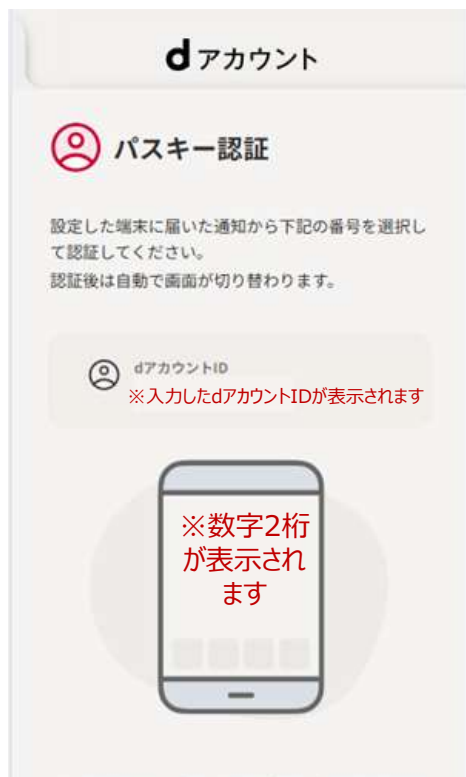 dアカウント
パスキー認証
設定した端末に届いた通知から下記の番号を選択し
て認証してください。
認証後は自動で画面が切り替わります。
dアカウントID
※入力したdアカウントIDが表示されます
※数字2桁
が表示され
ます